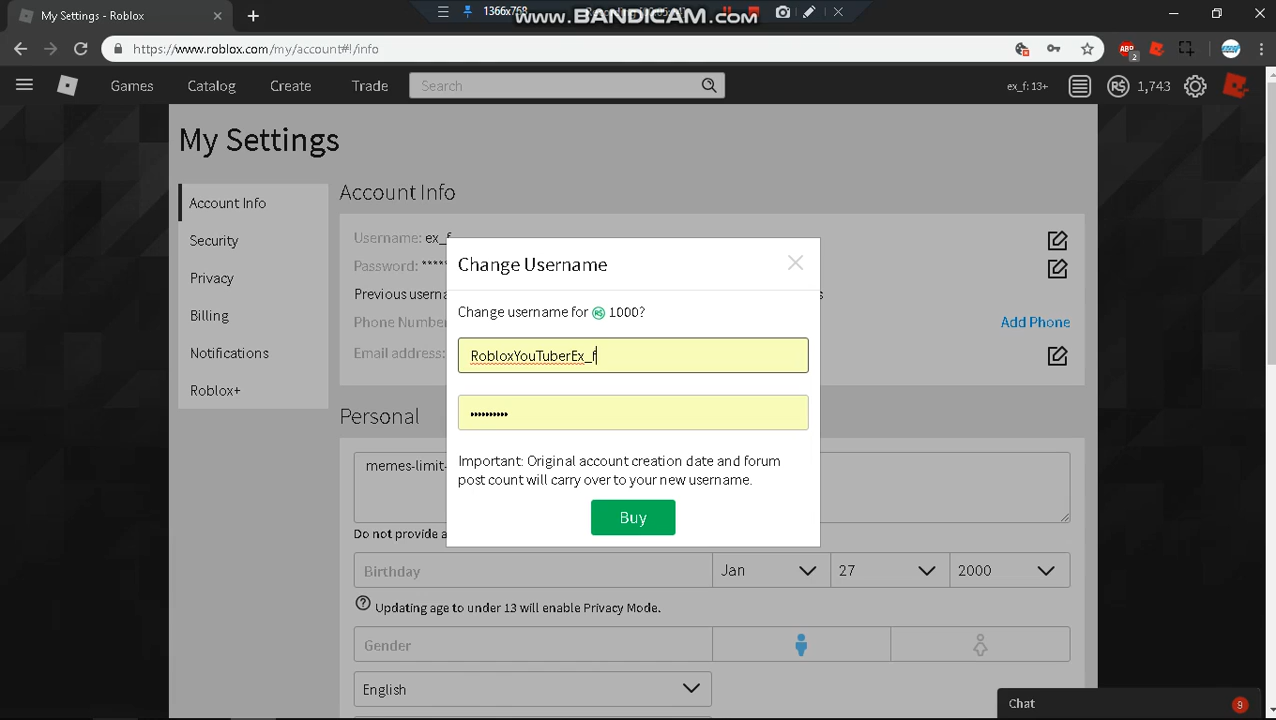 My Settings - Roblox
1366x768
www.BANDICAM.com
https://www.roblox.com/my/account#!/info
ABP
2
Games
Catalog
Create
Trade
Search
ex_f: 13+
R$
1,743
My Settings
Account Info
Security
Privacy
Billing
Notifications
Roblox+
Account Info
Username: ex_f
Password: ****
Previous userna
s
Phone Number
Add Phone
Email address:
Change Username
Change username for R$ 1000?
RobloxYouTuberEx_f
••••••••••
Important: Original account creation date and forum
post count will carry over to your new username.
Buy
Personal
memes-limit-
Do not provide a
Birthday
Jan
27
2000
Updating age to under 13 will enable Privacy Mode.
Gender
English
Chat
9